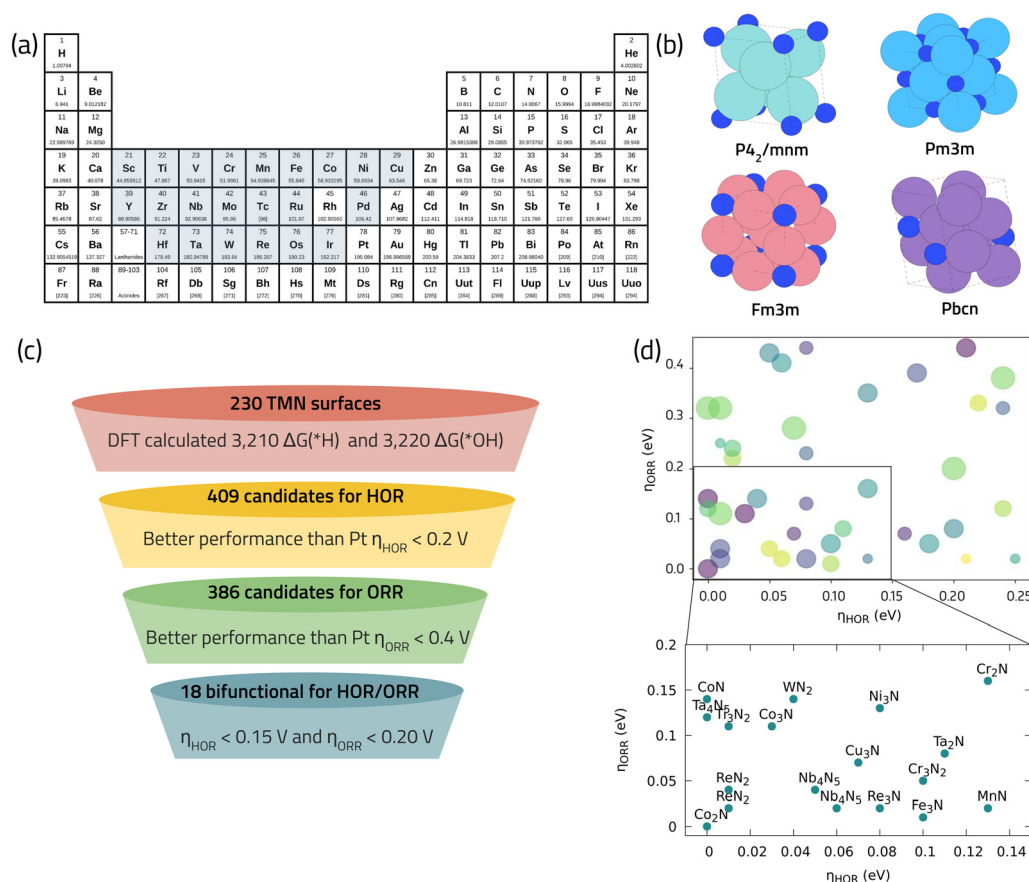 (a)
1 2
H He
1.00794 4.002602
3 4 5 6 7 8 9 10
Li Be B C N O F Ne
6.941 9.012182 10.811 12.0107 14.0067 15.9994 18.9984032 20.1797
11 12 13 14 15 16 17 18
Na Mg Al Si P S Cl Ar
22.989769 24.3050 26.9815386 28.0855 30.973762 32.065 35.453 39.948
19 20 21 22 23 24 25 26 27 28 29 30 31 32 33 34 35 36
K Ca Sc Ti V Cr Mn Fe Co Ni Cu Zn Ga Ge As Se Br Kr
39.0983 40.078 44.955912 47.867 50.9415 51.9961 54.938045 55.845 58.933195 58.6934 63.546 65.38 69.723 72.64 74.92160 78.96 79.904 83.798
37 38 39 40 41 42 43 44 45 46 47 48 49 50 51 52 53 54
Rb Sr Y Zr Nb Mo Tc Ru Rh Pd Ag Cd In Sn Sb Te I Xe
85.4678 87.62 88.90585 91.224 92.90638 95.96 [98] 101.07 102.90550 106.42 107.8682 112.411 114.818 118.710 121.760 127.60 126.90447 131.293
55 56 57-71 72 73 74 75 76 77 78 79 80 81 82 83 84 85 86
Cs Ba Hf Ta W Re Os Ir Pt Au Hg Tl Pb Bi Po At Rn
132.9054519 137.327 Lanthanides 178.49 180.94788 183.84 186.207 190.23 192.217 195.084 196.966569 200.59 204.3833 207.2 208.98040 [209] [210] [222]
87 88 89-103 104 105 106 107 108 109 110 111 112 113 114 115 116 117 118
Fr Ra Rf Db Sg Bh Hs Mt Ds Rg Cn Uut Fl Uup Lv Uus Uuo
[223] [226] Actinides [267] [268] [271] [272] [270] [276] [281] [280] [285] [284] [289] [288] [293] [294] [294]
(b)
P4₂/mnm
Pm3m
Fm3m
Pbcn
(c)
230 TMN surfaces
DFT calculated 3,210 ΔG(*H) and 3,220 ΔG(*OH)
409 candidates for HOR
Better performance than Pt η_HOR < 0.2 V
386 candidates for ORR
Better performance than Pt η_ORR < 0.4 V
18 bifunctional for HOR/ORR
η_HOR < 0.15 V and η_ORR < 0.20 V
(d)
η_ORR (eV)
0.4
0.3
0.2
0.1
0.0
0.00 0.05 0.10 0.15 0.20 0.25
η_HOR (eV)
η_ORR (eV)
0.2
0.15
0.1
0.05
0
Cr₂N
CoN
WN₂
Ni₃N
Ta₄N₅
Co₃N
Ta₂N
Cu₃N
Cr₃N₂
ReN₂
Nb₄N₅
ReN₂
Nb₄N₅
Re₃N
Fe₃N
MnN
Co₂N
0 0.02 0.04 0.06 0.08 0.1 0.12 0.14
η_HOR (eV)